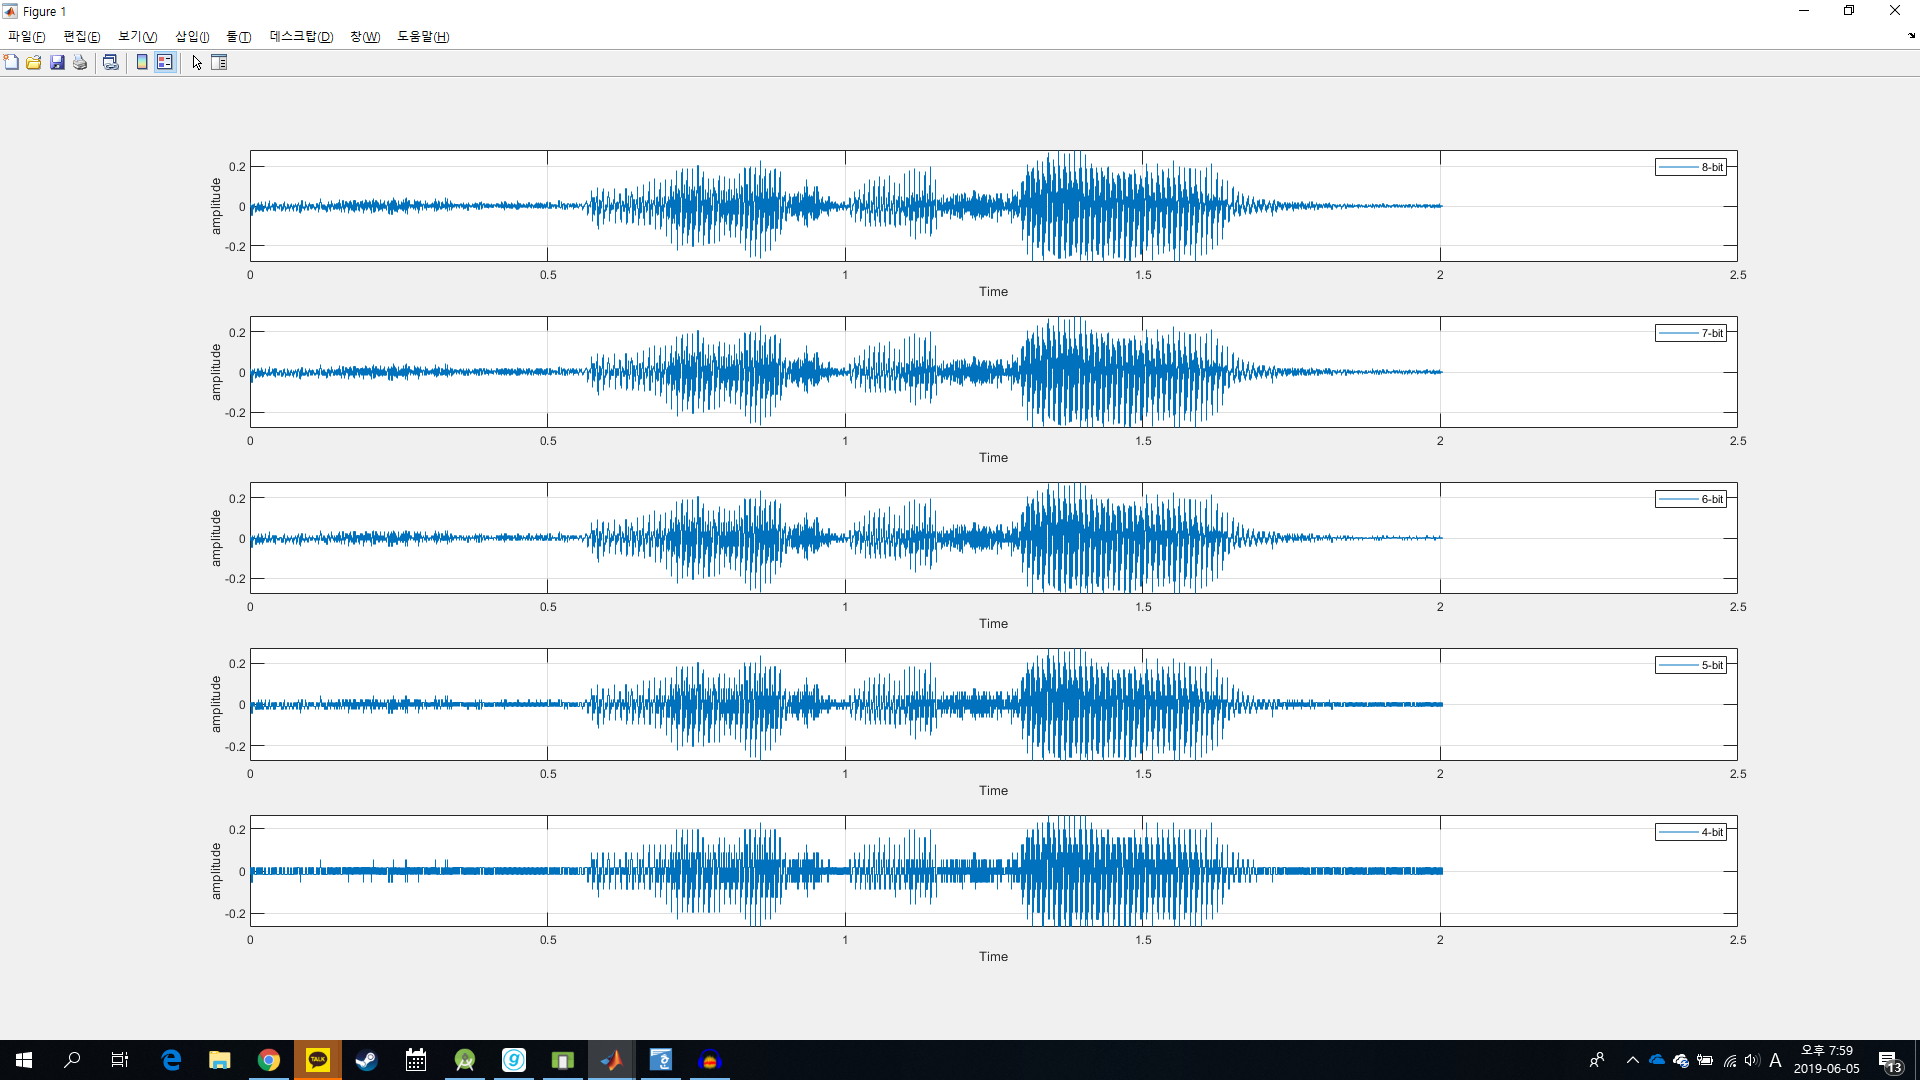 Figure 1
파일(F) 편집(E) 보기(V) 삽입(I) 툴(T) 데스크탑(D) 창(W) 도움말(H)
8-bit
0.2
0
-0.2
amplitude
0 0.5 1 1.5 2 2.5
Time
7-bit
0.2
0
-0.2
amplitude
0 0.5 1 1.5 2 2.5
Time
6-bit
0.2
0
-0.2
amplitude
0 0.5 1 1.5 2 2.5
Time
5-bit
0.2
0
-0.2
amplitude
0 0.5 1 1.5 2 2.5
Time
4-bit
0.2
0
-0.2
amplitude
0 0.5 1 1.5 2 2.5
Time
TALK
A
오후 7:59
2019-06-05
13